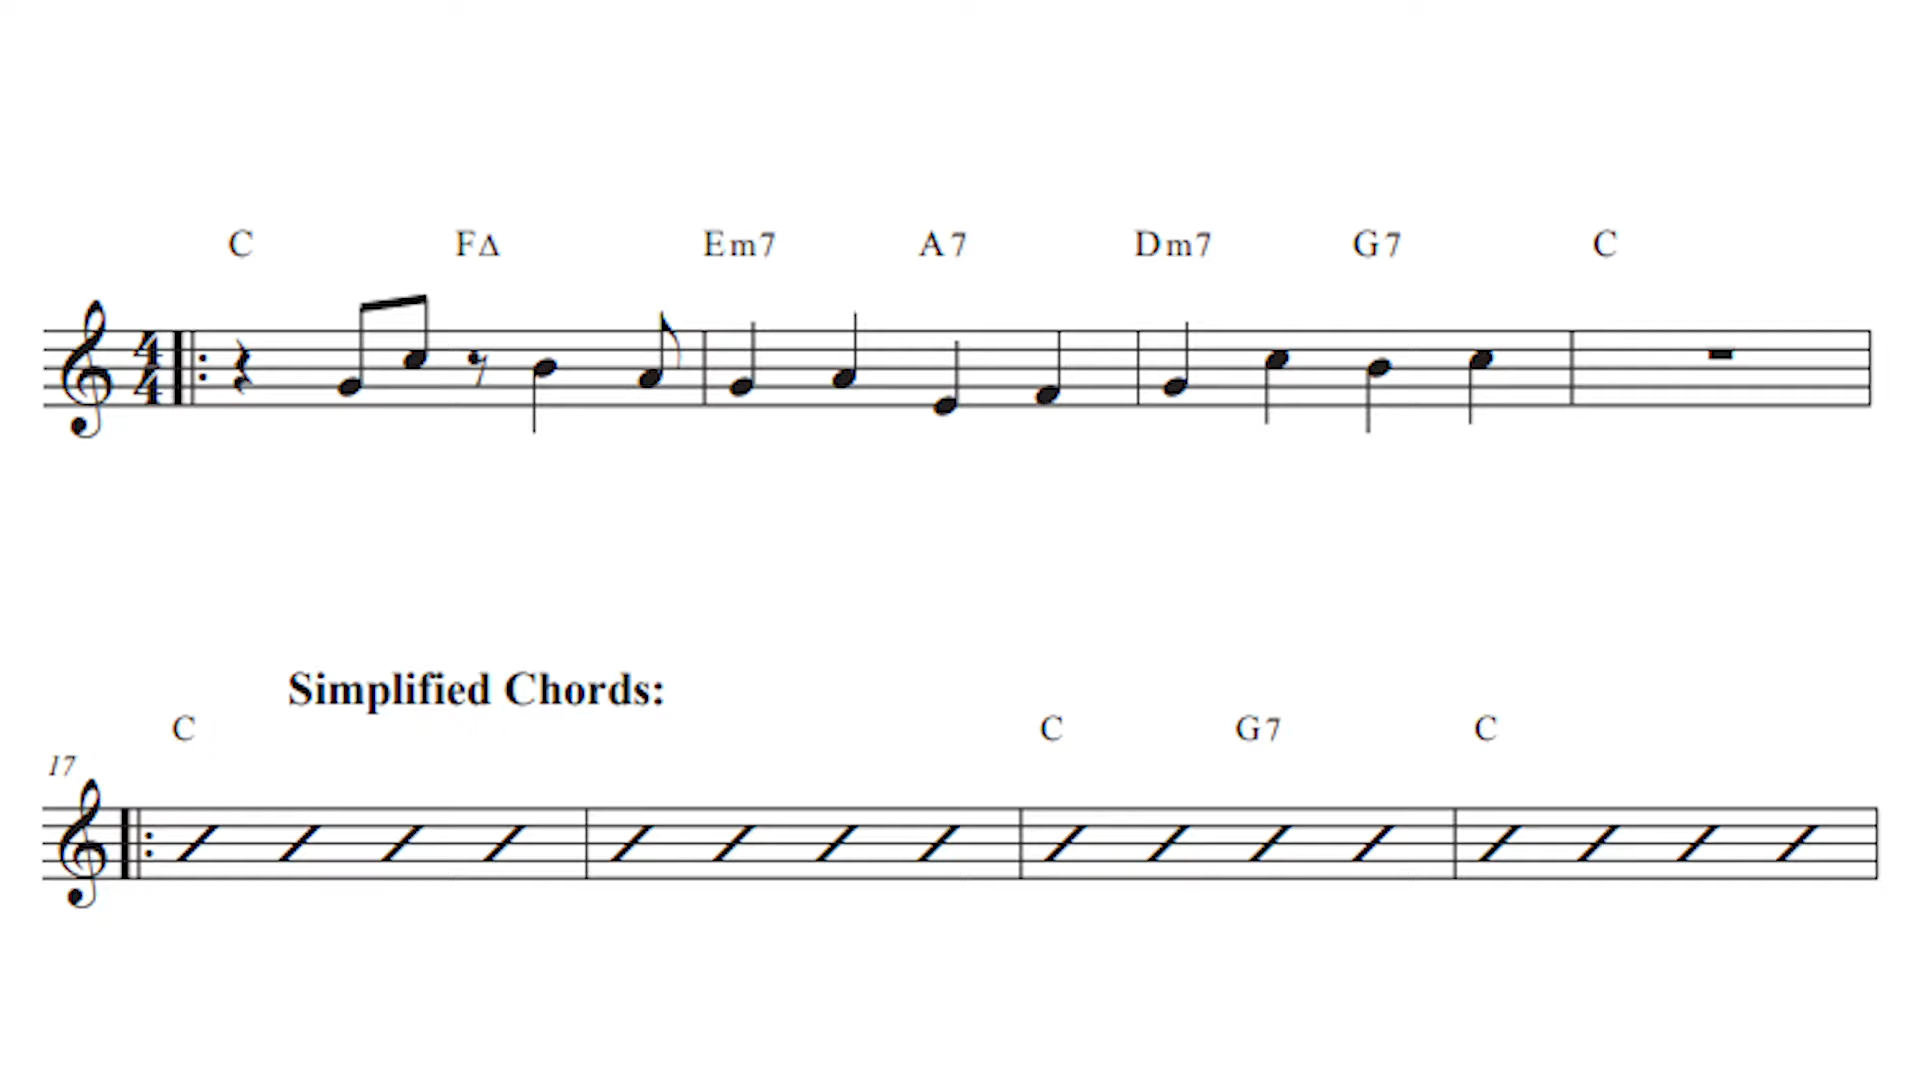 C FΔ Em7 A7 Dm7 G7 C
4
4
Simplified Chords:
C C G7 C
17